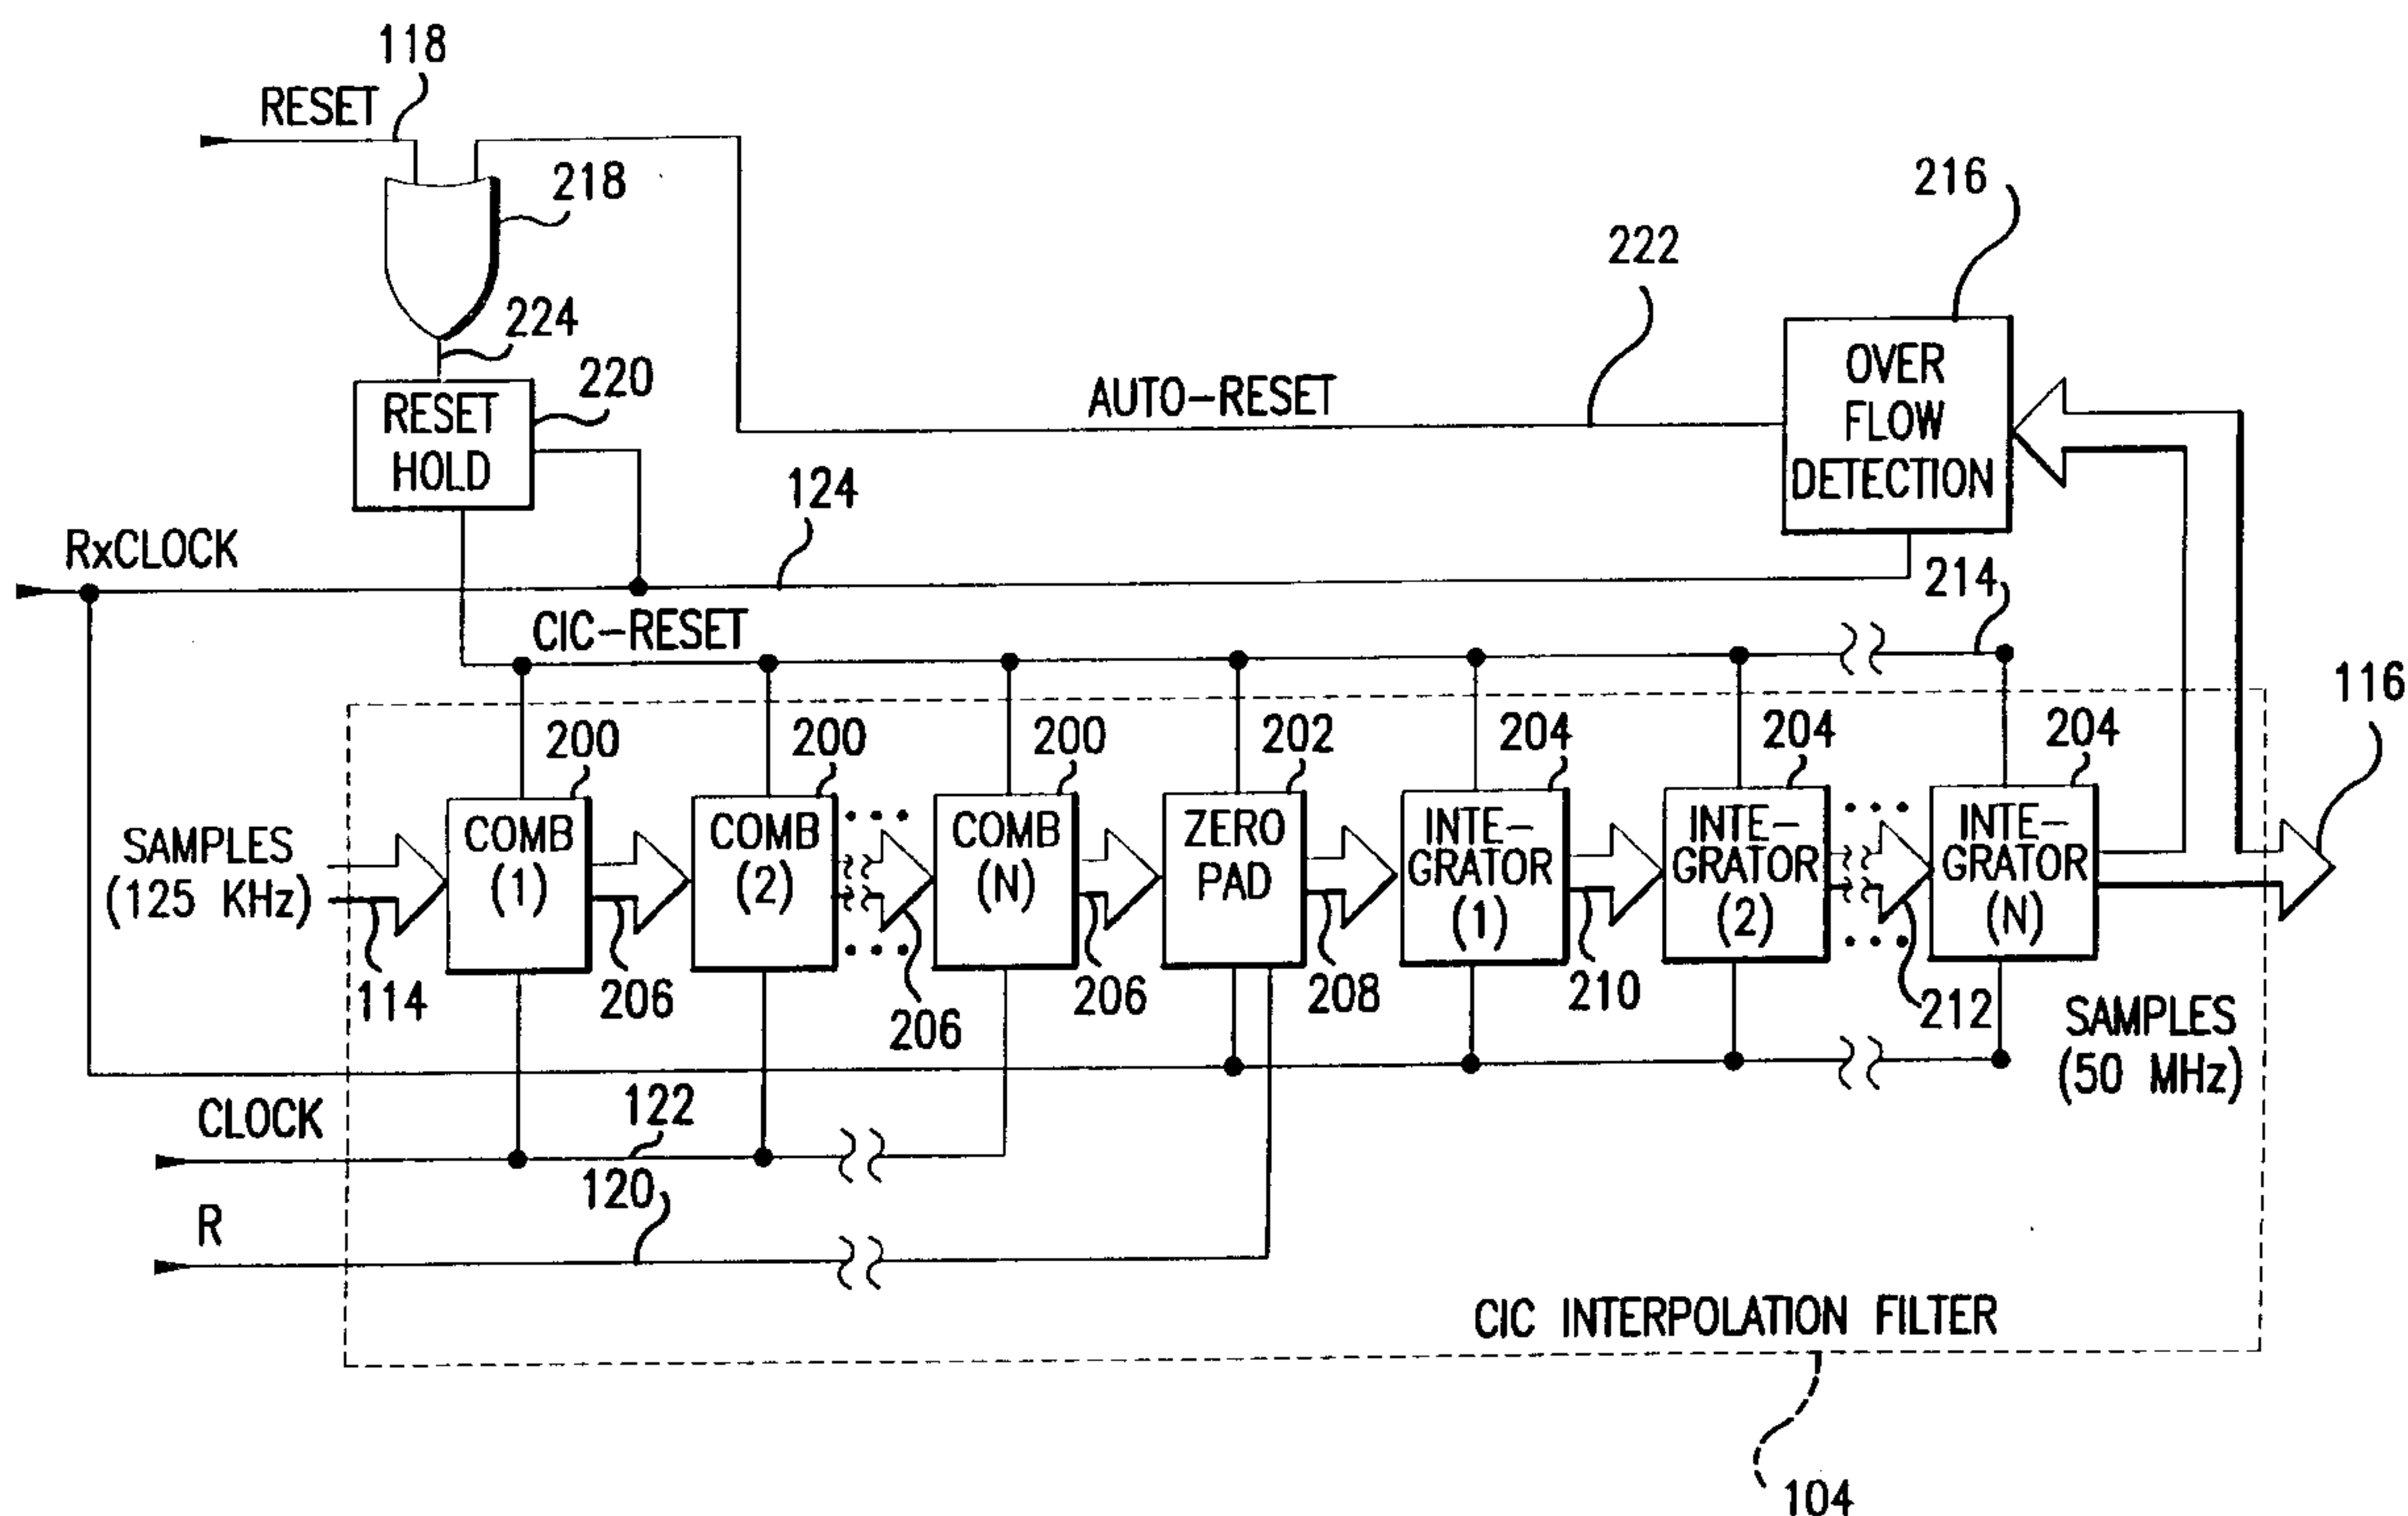 118
RESET
218
216
222
224
220
OVER
FLOW
DETECTION
RESET
HOLD
AUTO-RESET
124
RxCLOCK
214
CIC-RESET
116
200
200
200
202
204
204
204
SAMPLES
(125 KHz)
COMB
(1)
COMB
(2)
COMB
(N)
ZERO
PAD
INTE-
GRATOR
(1)
INTE-
GRATOR
(2)
INTE-
GRATOR
(N)
114
206
206
206
208
210
212
SAMPLES
(50 MHz)
CLOCK
122
120
R
CIC INTERPOLATION FILTER
104